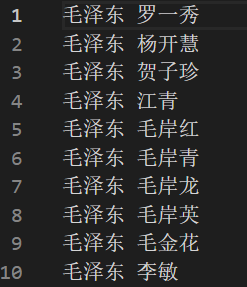 1 毛泽东 罗一秀
2 毛泽东 杨开慧
3 毛泽东 贺子珍
4 毛泽东 江青
5 毛泽东 毛岸红
6 毛泽东 毛岸青
7 毛泽东 毛岸龙
8 毛泽东 毛岸英
9 毛泽东 毛金花
10 毛泽东 李敏